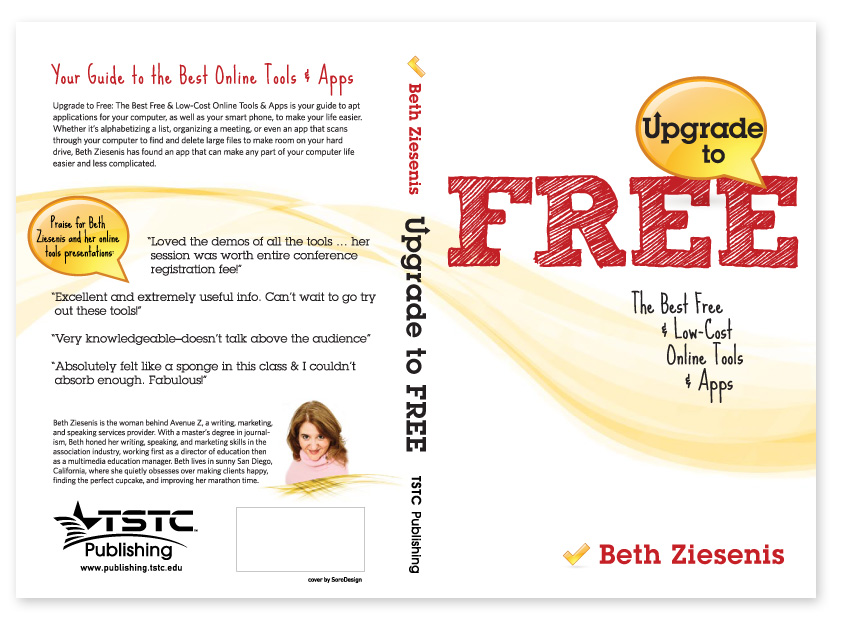 Your Guide to the Best Online Tools & Apps
Upgrade to Free: The Best Free & Low-Cost Online Tools & Apps is your guide to apt
applications for your computer, as well as your smart phone, to make your life easier.
Whether it's alphabetizing a list, organizing a meeting, or even an app that scans
through your computer to find and delete large files to make room on your hard
drive, Beth Ziesenis has found an app that can make any part of your computer life
easier and less complicated.
Praise for Beth
Ziesenis and her online
tools presentations:
"Loved the demos of all the tools ... her
session was worth entire conference
registration fee!"
"Excellent and extremely useful info. Can't wait to go try
out these tools!"
"Very knowledgeable–doesn't talk above the audience"
"Absolutely felt like a sponge in this class & I couldn't
absorb enough. Fabulous!"
Beth Ziesenis is the woman behind Avenue Z, a writing, marketing,
and speaking services provider. With a master's degree in journal-
ism, Beth honed her writing, speaking, and marketing skills in the
association industry, working first as a director of education then
as a multimedia education manager. Beth lives in sunny San Diego,
California, where she quietly obsesses over making clients happy,
finding the perfect cupcake, and improving her marathon time.
TSTC™
Publishing
www.publishing.tstc.edu
cover by SoroDesign
Beth Ziesenis
Upgrade to FREE
TSTC Publishing
Upgrade
to
FREE
The Best Free
& Low-Cost
Online Tools
& Apps
Beth Ziesenis